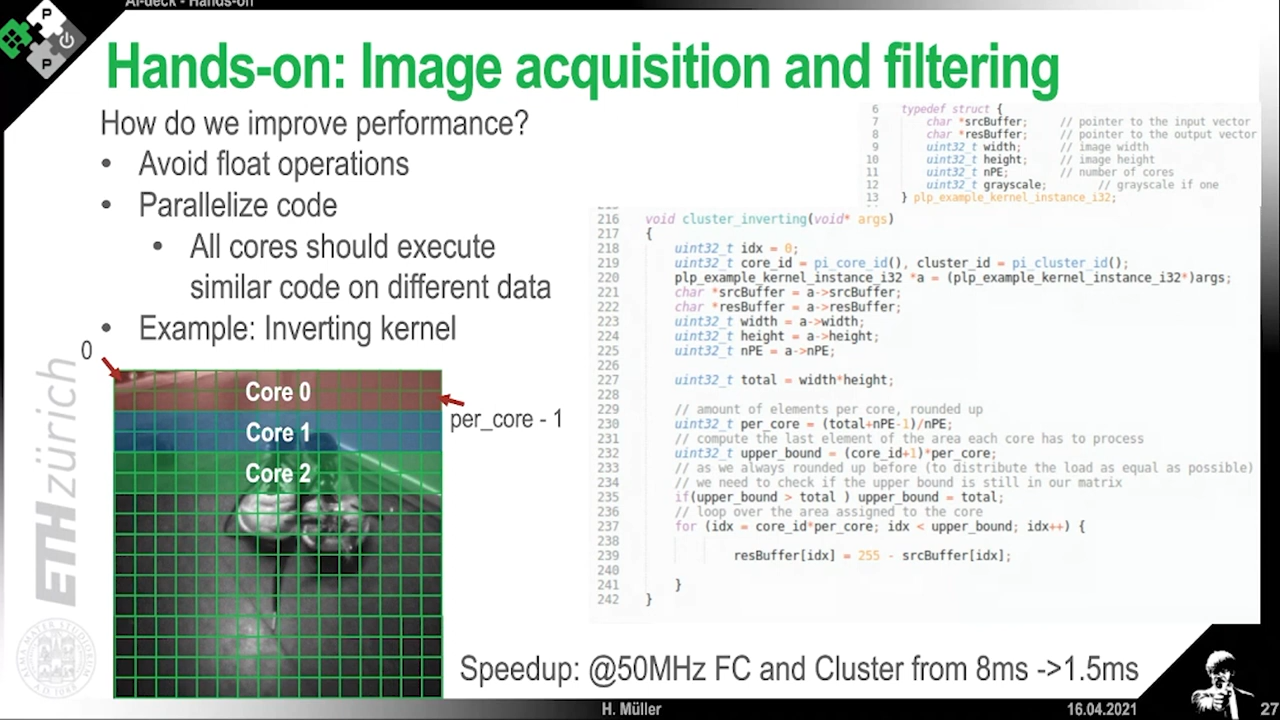 AI-deck - Hands-on
P
P
Hands-on: Image acquisition and filtering
How do we improve performance?
• Avoid float operations
• Parallelize code
• All cores should execute
similar code on different data
• Example: Inverting kernel
0
Core 0
Core 1
Core 2
per_core - 1
6 typedef struct {
7 char *srcBuffer; // pointer to the input vector
8 char *resBuffer; // pointer to the output vector
9 uint32_t width; // image width
10 uint32_t height; // image height
11 uint32_t nPE; // number of cores
12 uint32_t grayscale; // grayscale if one
13 } plp_example_kernel_instance_i32;
216 void cluster_inverting(void* args)
217 {
218 uint32_t idx = 0;
219 uint32_t core_id = pi_core_id(), cluster_id = pi_cluster_id();
220 plp_example_kernel_instance_i32 *a = (plp_example_kernel_instance_i32*)args;
221 char *srcBuffer = a->srcBuffer;
222 char *resBuffer = a->resBuffer;
223 uint32_t width = a->width;
224 uint32_t height = a->height;
225 uint32_t nPE = a->nPE;
226
227 uint32_t total = width*height;
228
229 // amount of elements per core, rounded up
230 uint32_t per_core = (total+nPE-1)/nPE;
231 // compute the last element of the area each core has to process
232 uint32_t upper_bound = (core_id+1)*per_core;
233 // as we always rounded up before (to distribute the load as equal as possible)
234 // we need to check if the upper bound is still in our matrix
235 if(upper_bound > total ) upper_bound = total;
236 // loop over the area assigned to the core
237 for (idx = core_id*per_core; idx < upper_bound; idx++) {
238
239 resBuffer[idx] = 255 - srcBuffer[idx];
240
241 }
242 }
Speedup: @50MHz FC and Cluster from 8ms ->1.5ms
ETH zürich
H. Müller
16.04.2021
27